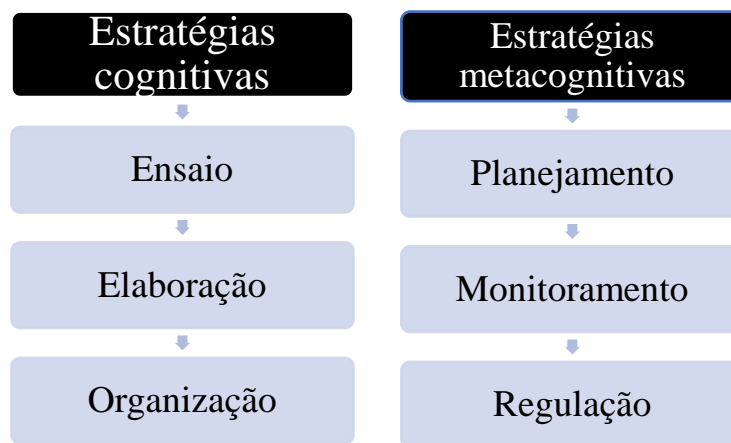 Estratégias
cognitivas
Ensaio
Elaboração
Organização
Estratégias
metacognitivas
Planejamento
Monitoramento
Regulação